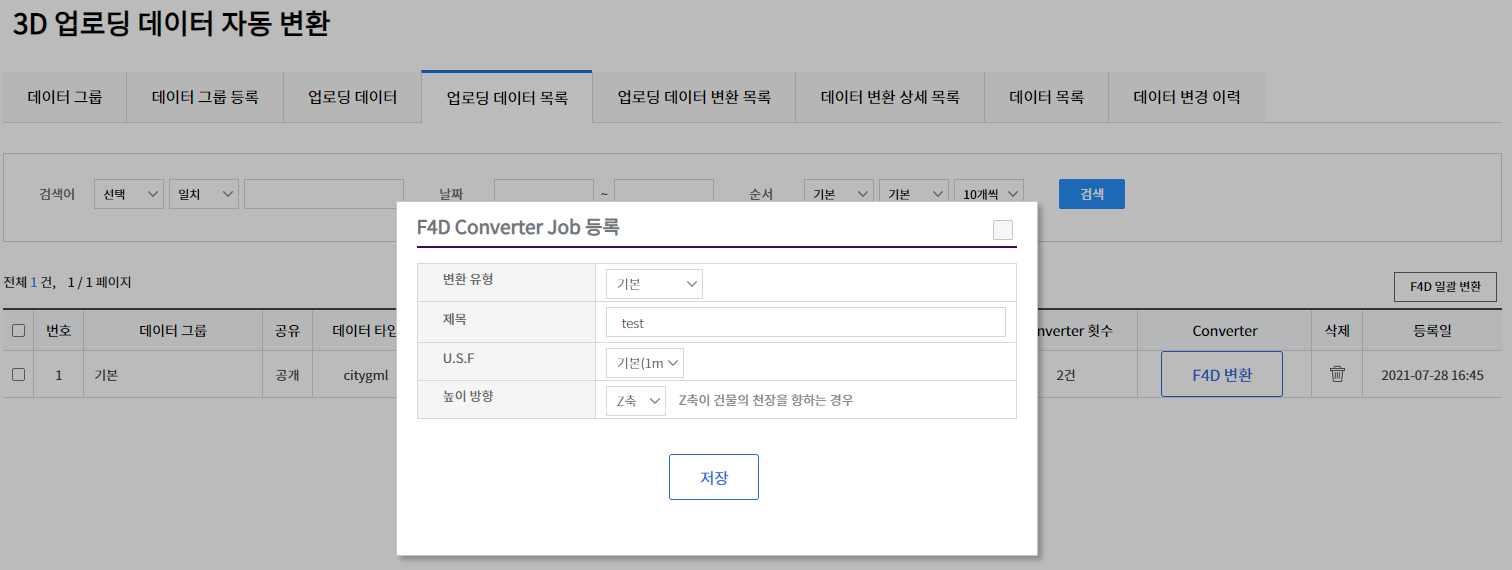 3D 업로딩 데이터 자동 변환
데이터 그룹 데이터 그룹 등록 업로딩 데이터 업로딩 데이터 목록 업로딩 데이터 변환 목록 데이터 변환 상세 목록 데이터 목록 데이터 변경 이력
검색어 선택 일치 날짜 ~ 순서 기본 기본 10개씩 검색
F4D Converter Job 등록
변환 유형 기본
제목 test
U.S.F 기본(1m
높이 방향 Z축 Z축이 건물의 천장을 향하는 경우
저장
전체 1 건, 1 / 1 페이지 F4D 일괄 변환
번호 데이터 그룹 공유 데이터 타입 nverter 횟수 Converter 삭제 등록일
1 기본 공개 citygml 2건 F4D 변환 2021-07-28 16:45